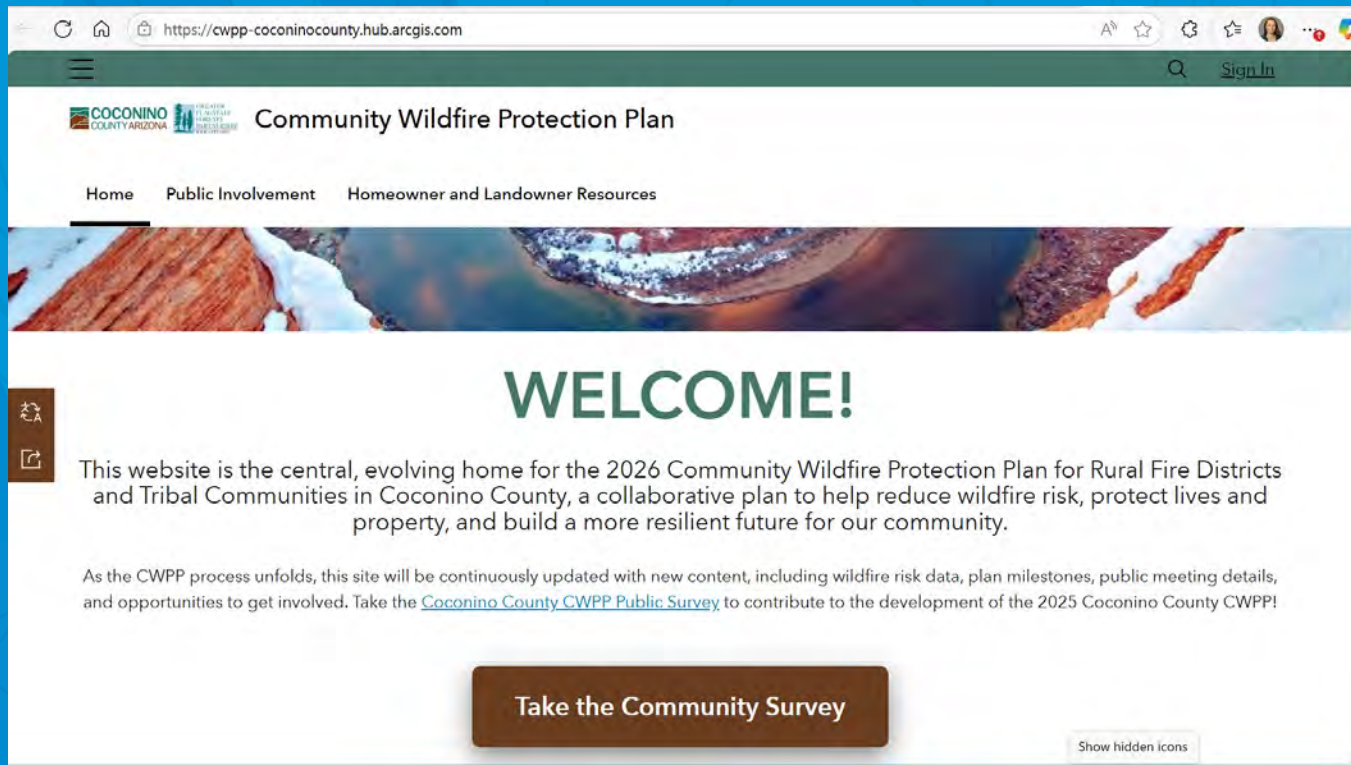 https://cwpp-coconinocounty.hub.arcgis.com
Sign In
COCONINO
COUNTY ARIZONA
GREATER
FLAGSTAFF
FORESTS
PARTNERSHIP
Community Wildfire Protection Plan
Home Public Involvement Homeowner and Landowner Resources
WELCOME!
This website is the central, evolving home for the 2026 Community Wildfire Protection Plan for Rural Fire Districts
and Tribal Communities in Coconino County, a collaborative plan to help reduce wildfire risk, protect lives and
property, and build a more resilient future for our community.
As the CWPP process unfolds, this site will be continuously updated with new content, including wildfire risk data, plan milestones, public meeting details,
and opportunities to get involved. Take the Coconino County CWPP Public Survey to contribute to the development of the 2025 Coconino County CWPP!
Take the Community Survey
Show hidden icons